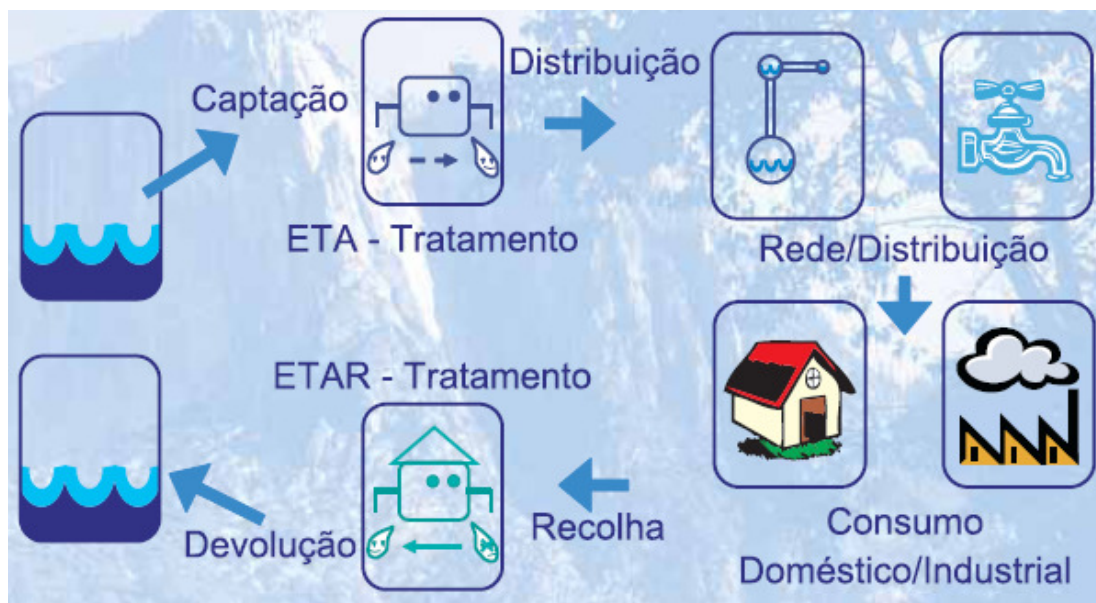 Captação
Distribuição
ETA - Tratamento
Rede/Distribuição
ETAR - Tratamento
Devolução
Recolha
Consumo
Doméstico/Industrial